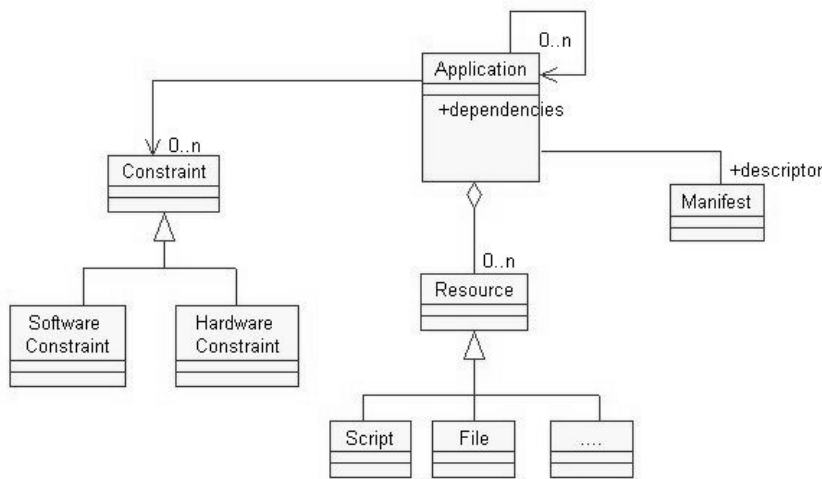 0..n
Application
+dependencies
0..n
Constraint
+descriptor
Manifest
0..n
Resource
Software
Constraint
Hardware
Constraint
Script
File
....